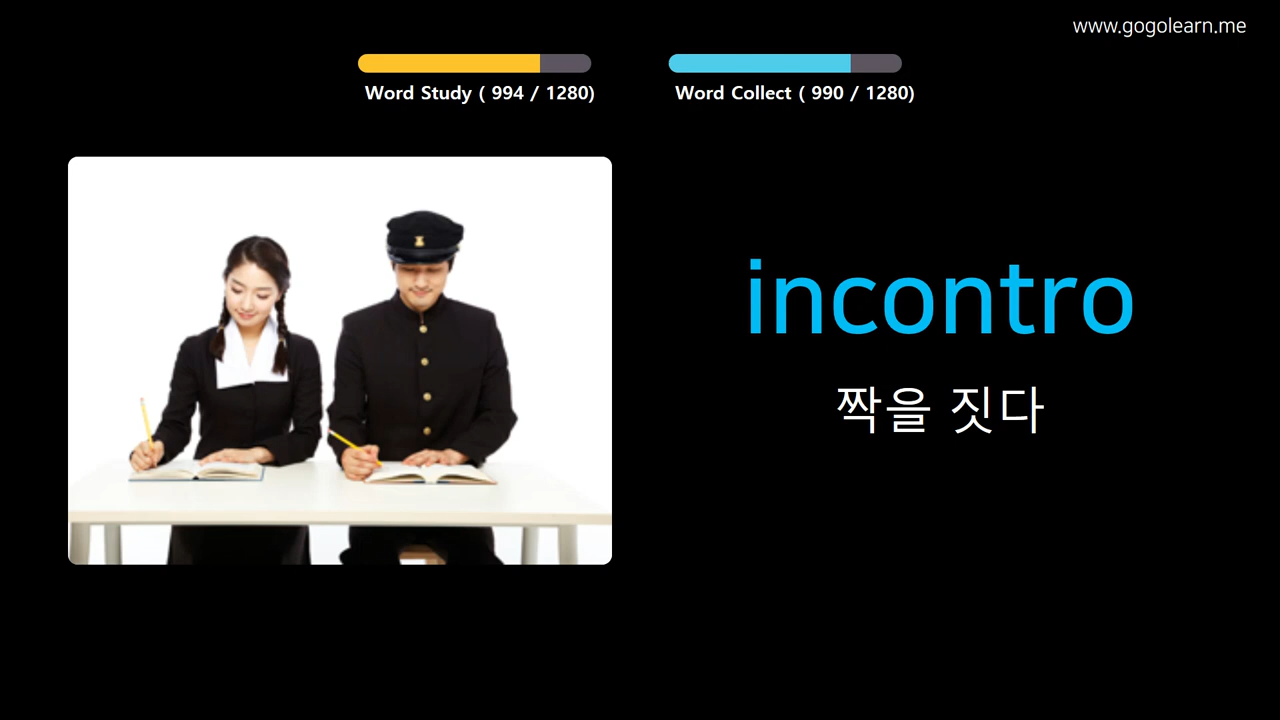 www.gogolearn.me
Word Study ( 994 / 1280)
Word Collect ( 990 / 1280)
incontro
짝을 짓다